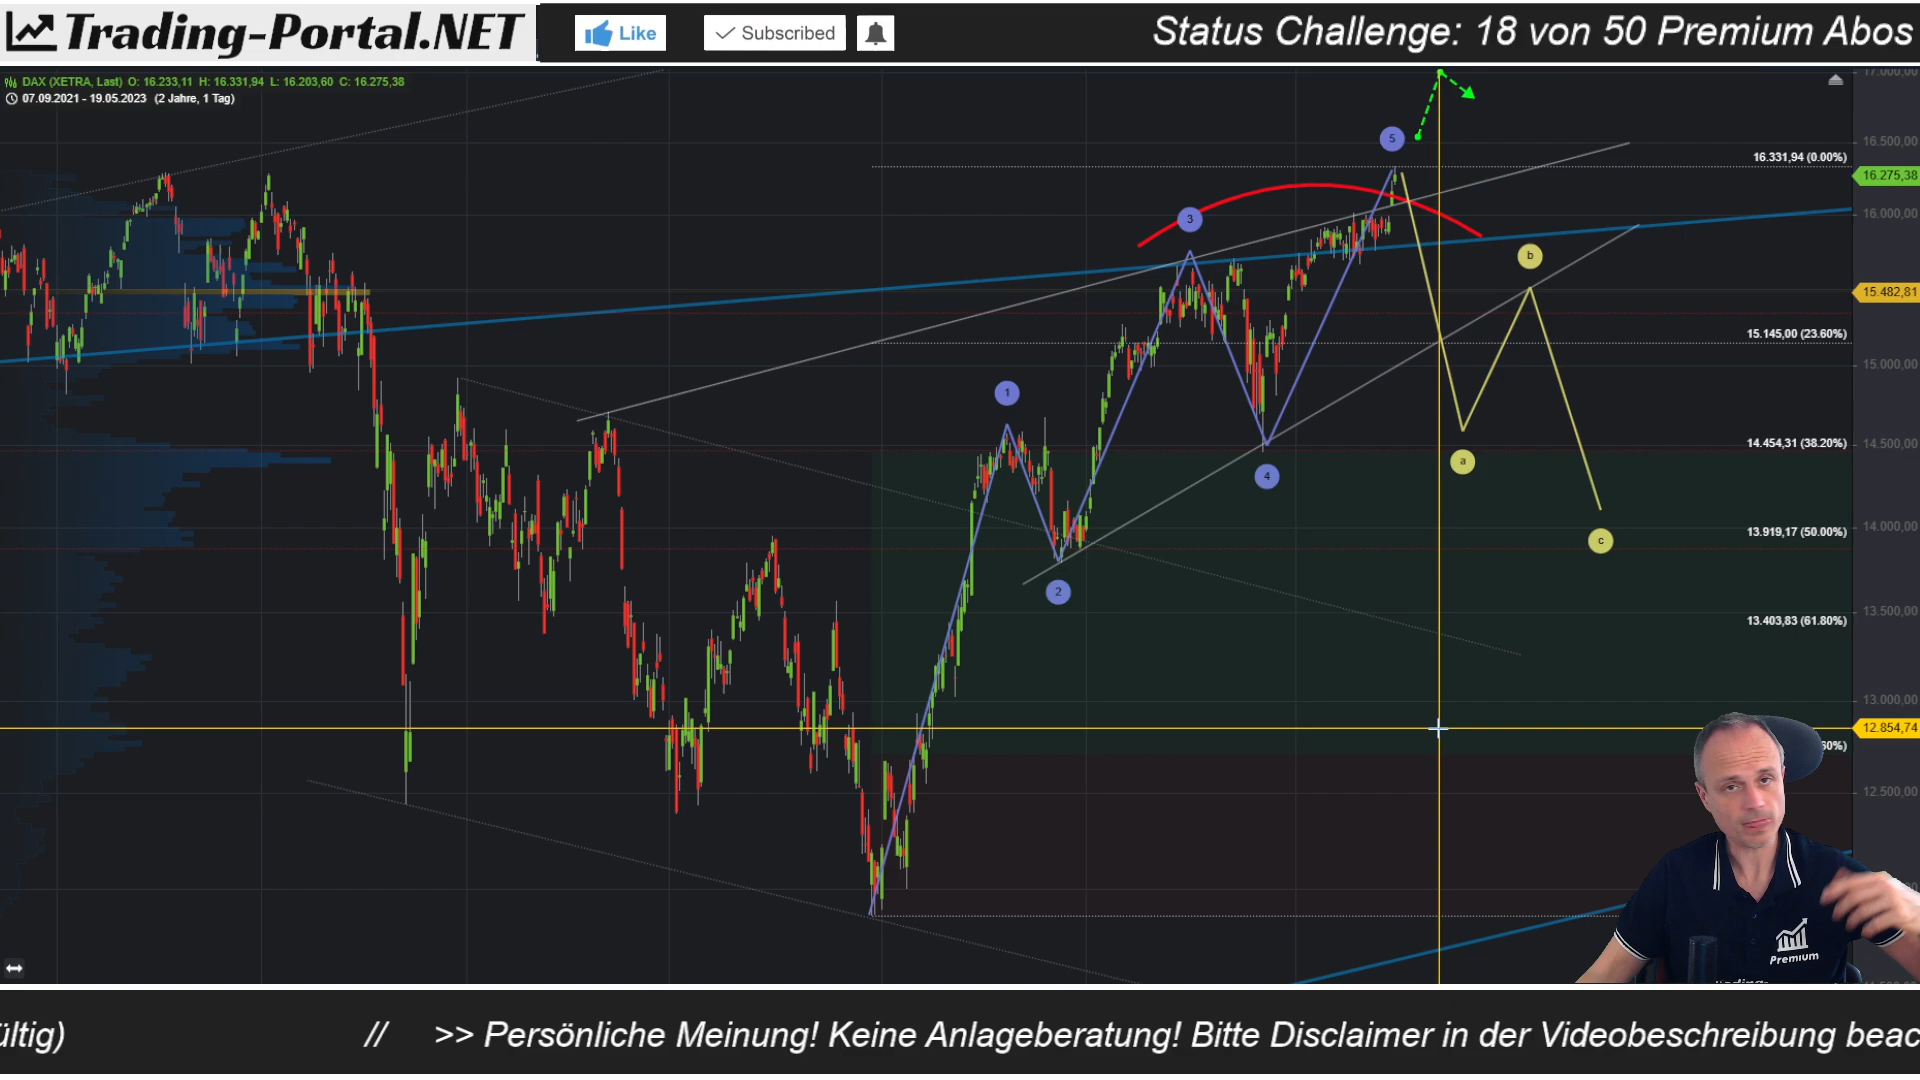 Trading-Portal.NET
Like
Subscribed
Status Challenge: 18 von 50 Premium Abos
DAX (XETRA, Last) O: 16.233,11 H: 16.331,94 L: 16.203,60 C: 16.275,38
07.09.2021 - 19.05.2023 (2 Jahre, 1 Tag)
17.000,00
5
16.500,00
16.331,94 (0.00%)
16.275,38
3
16.000,00
b
15.482,81
15.145,00 (23.60%)
15.000,00
1
14.454,31 (38.20%)
14.500,00
a
4
14.000,00
13.919,17 (50.00%)
c
2
13.500,00
13.403,83 (61.80%)
13.000,00
12.854,74
60%)
12.500,00
Premium
ültig) // >> Persönliche Meinung! Keine Anlageberatung! Bitte Disclaimer in der Videobeschreibung beac